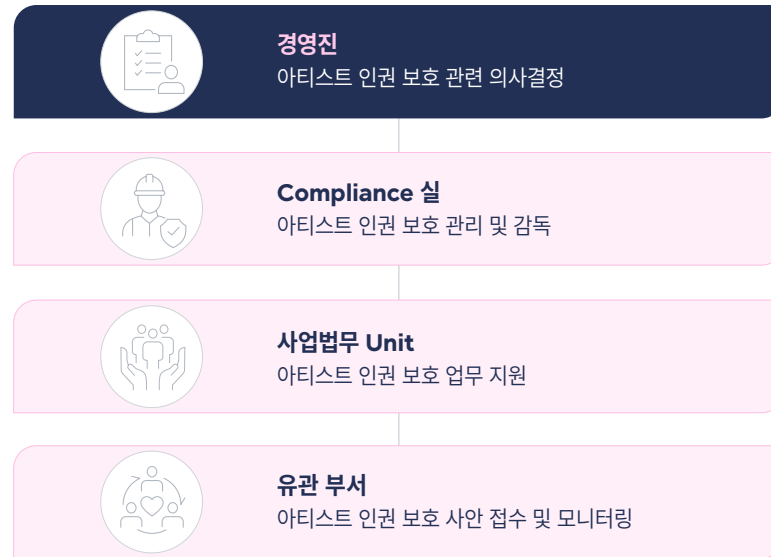 경영진
아티스트 인권 보호 관련 의사결정
Compliance 실
아티스트 인권 보호 관리 및 감독
사업법무 Unit
아티스트 인권 보호 업무 지원
유관 부서
아티스트 인권 보호 사안 접수 및 모니터링